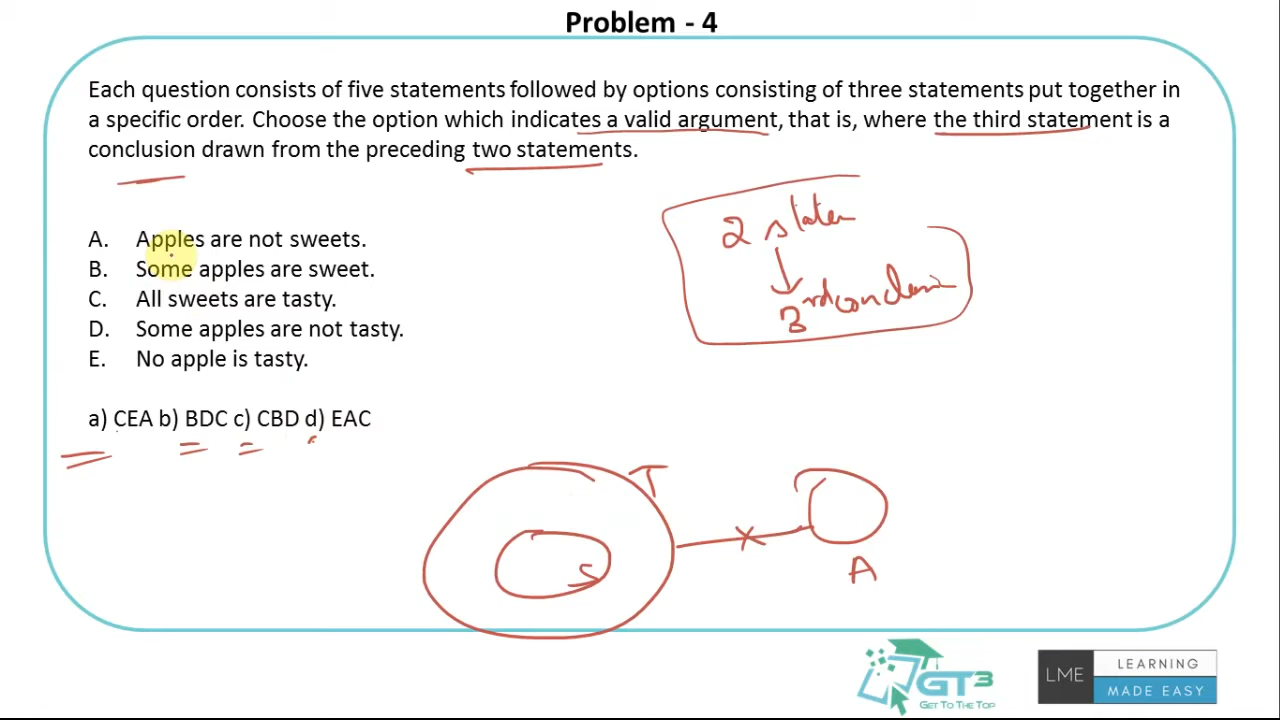 Problem - 4
Each question consists of five statements followed by options consisting of three statements put together in
a specific order. Choose the option which indicates a valid argument, that is, where the third statement is a
conclusion drawn from the preceding two statements.
2 staten
3rd conclusi
A. Apples are not sweets.
B. Some apples are sweet.
C. All sweets are tasty.
D. Some apples are not tasty.
E. No apple is tasty.
a) CEA b) BDC c) CBD d) EAC
T
S
A
GT3
GET TO THE TOP
LME
LEARNING
MADE EASY